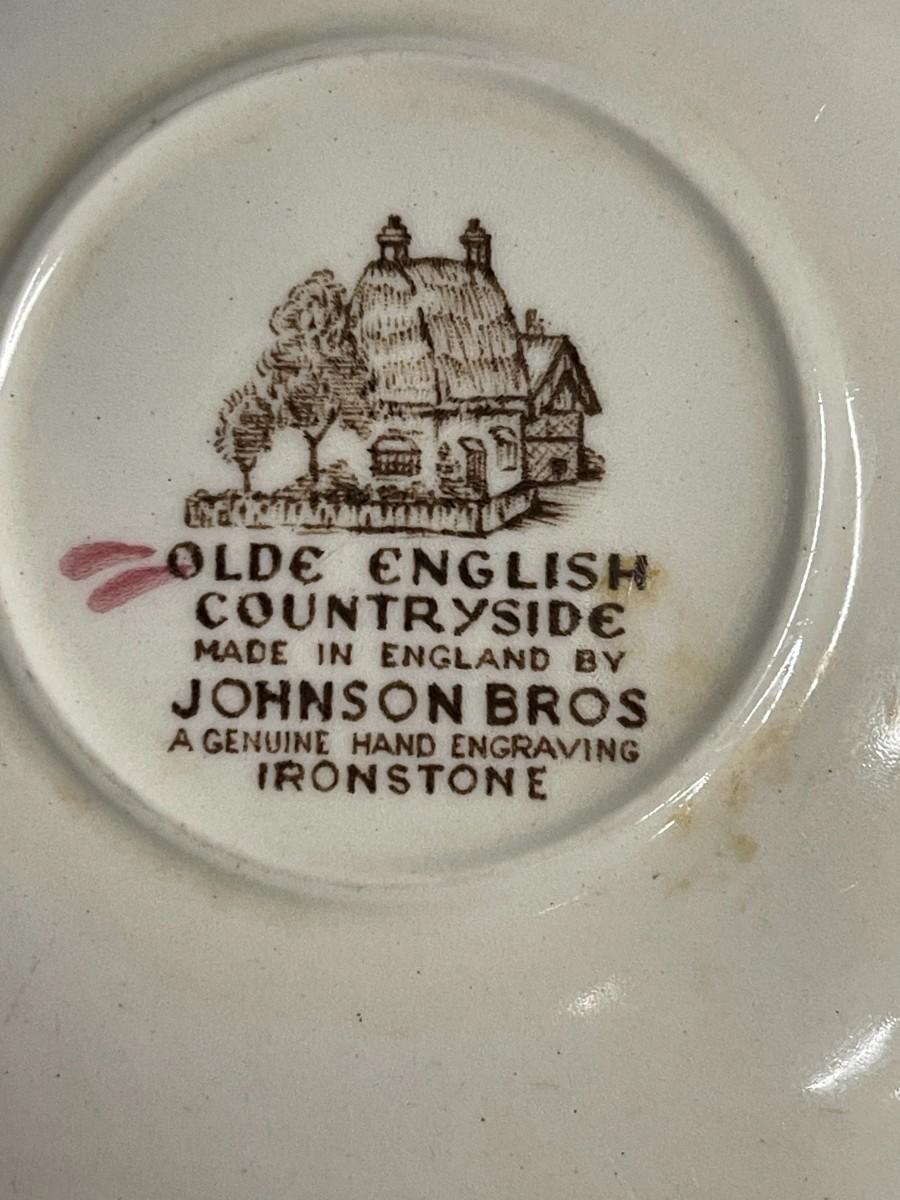 OLDE ENGLISH
COUNTRYSIDE
MADE IN ENGLAND BY
JOHNSON BROS
A GENUINE HAND ENGRAVING
IRONSTONE